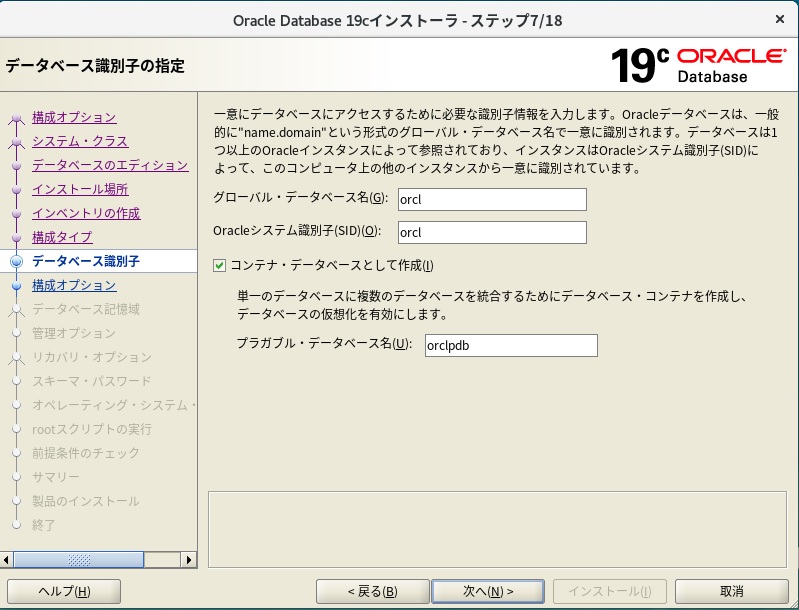 Oracle Database 19cインストーラ - ステップ7/18
×
データベース識別子の指定
19c ORACLE
Database
構成オプション
システム・クラス
データベースのエディション
インストール場所
インベントリの作成
構成タイプ
データベース識別子
構成オプション
データベース記憶域
管理オプション
リカバリ・オプション
スキーマ・パスワード
オペレーティング・システム・
rootスクリプトの実行
前提条件のチェック
サマリー
製品のインストール
終了
一意にデータベースにアクセスするために必要な識別子情報を入力します。Oracleデータベースは、一般
的に"name.domain"という形式のグローバル・データベース名で一意に識別されます。データベースは1
つ以上のOracleインスタンスによって参照されており、インスタンスはOracleシステム識別子(SID)に
よって、このコンピュータ上の他のインスタンスから一意に識別されています。
グローバル・データベース名(G): orcl
Oracleシステム識別子(SID)(O): orcl
コンテナ・データベースとして作成(I)
単一のデータベースに複数のデータベースを統合するためにデータベース・コンテナを作成し、
データベースの仮想化を有効にします。
プラガブル・データベース名(U): orclpdb
ヘルプ(H)
< 戻る(B)
次へ(N) >
インストール(I)
取消